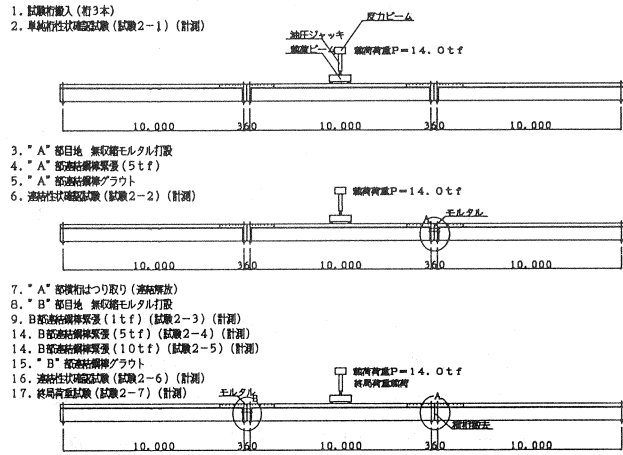 1. 試験桁搬入(桁3本)
2. 単純桁性状確認試験(試験2-1)(計測)
反力ビーム
油圧ジャッキ
載荷ビーム
載荷荷重P=14.0tf
10,000 360 10,000 360 10,000
3. "A"部目地 無収縮モルタル打設
4. "A"部連結鋼棒緊張(5tf)
5. "A"部連結鋼棒グラウト
6. 連結性状確認試験(試験2-2)(計測)
載荷荷重P=14.0tf
A
モルタル
10,000 360 10,000 360 10,000
7. "A"部横桁はつり取り(連結解放)
8. "B"部目地 無収縮モルタル打設
9. B部連結鋼棒緊張(1tf)(試験2-3)(計測)
14. B部連結鋼棒緊張(5tf)(試験2-4)(計測)
14. B部連結鋼棒緊張(10tf)(試験2-5)(計測)
15. "B"部連結鋼棒グラウト
16. 連結性状確認試験(試験2-6)(計測)
17. 終局荷重試験(試験2-7)(計測)
載荷荷重P=14.0tf
終局荷重載荷
モルタル
B
A
横桁撤去
10,000 360 10,000 360 10,000